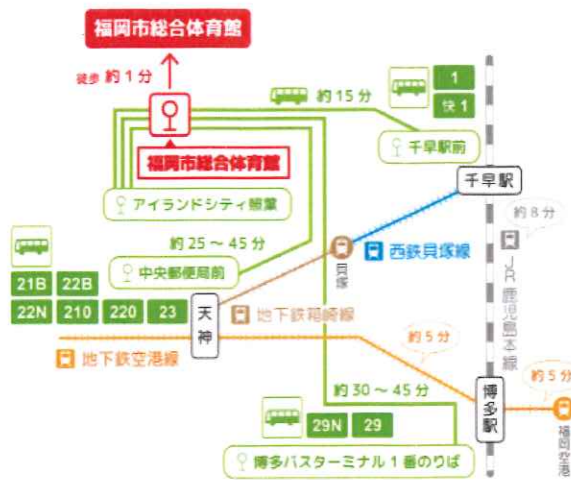 福岡市総合体育館
徒歩 約1分
約15分
1
快1
千早駅前
福岡市総合体育館
千早駅
アイランドシティ照葉
約8分
約25～45分
西鉄貝塚線
貝塚
中央郵便局前
JR鹿児島本線
21B 22B
22N 210 220 23
天神
地下鉄箱崎線
約5分
地下鉄空港線
約5分
約30～45分
博多駅
29N 29
福岡空港
博多バスターミナル1番のりば